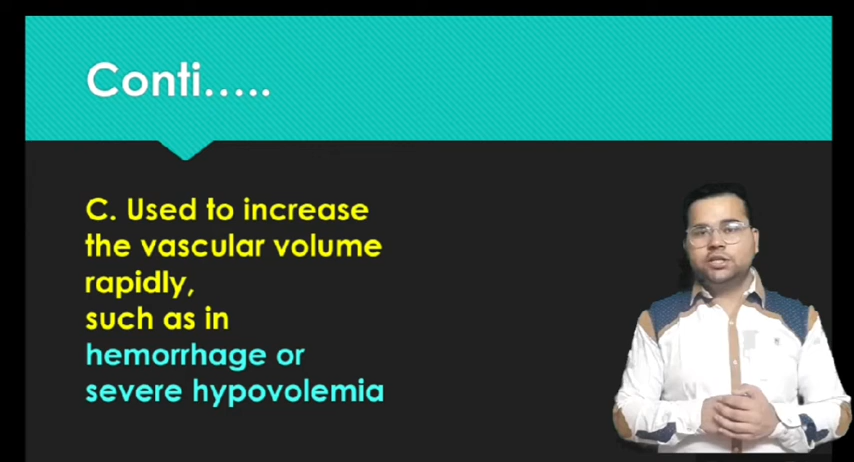 Conti.....
C. Used to increase
the vascular volume
rapidly,
such as in
hemorrhage or
severe hypovolemia